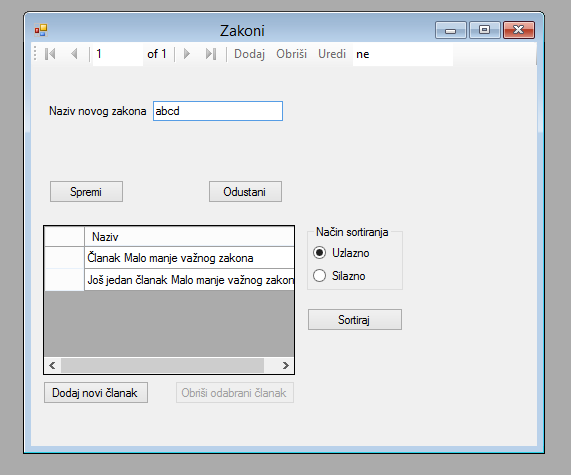 Zakoni
1 of 1 Dodaj Obriši Uredi ne
Naziv novog zakona abcd
Spremi Odustani
Naziv
Članak Malo manje važnog zakona
Još jedan članak Malo manje važnog zakon
Način sortiranja
Uzlazno
Silazno
Sortiraj
Dodaj novi članak Obriši odabrani članak